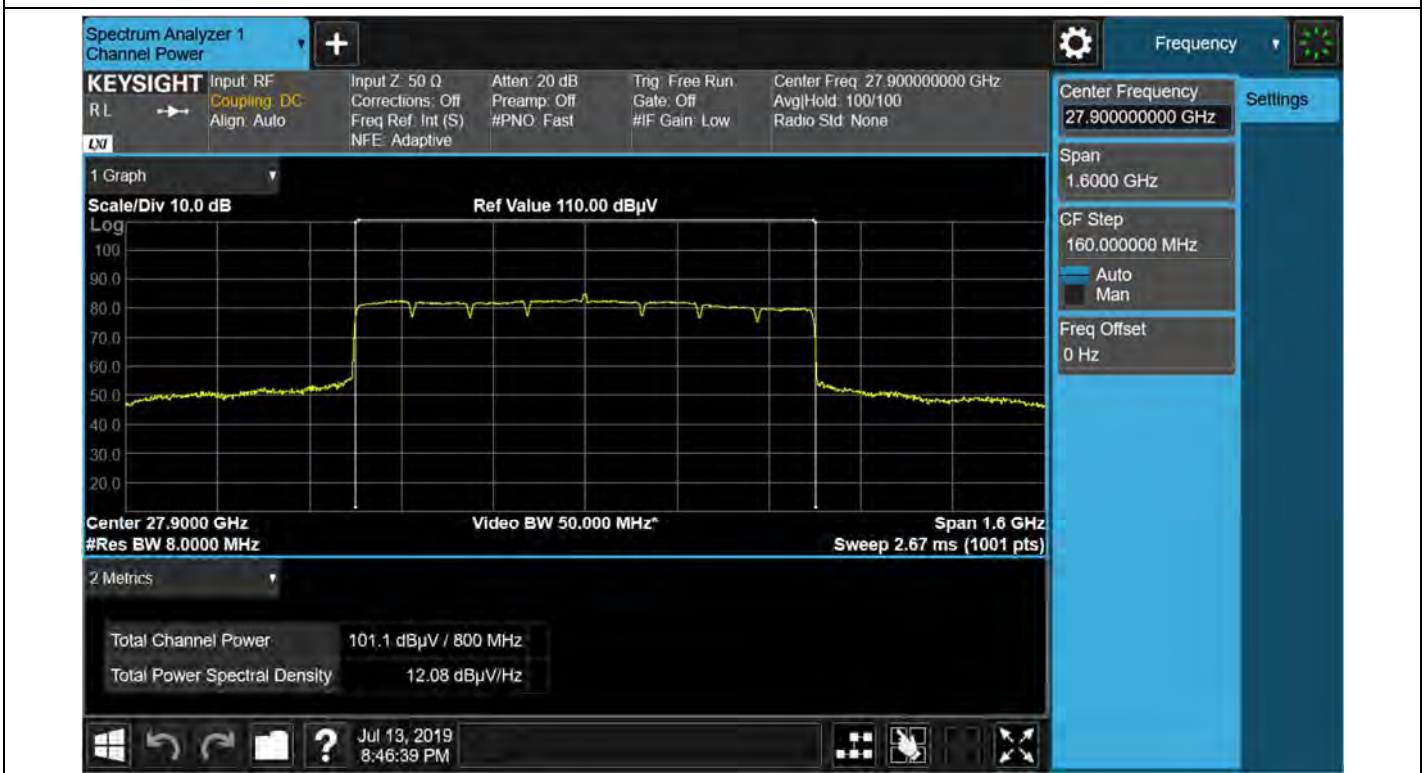 Spectrum Analyzer 1
Channel Power
+
Frequency
KEYSIGHT
RL
LXI
Input: RF
Coupling: DC
Align: Auto
Input Z: 50 Ω
Corrections: Off
Freq Ref: Int (S)
NFE: Adaptive
Atten: 20 dB
Preamp: Off
#PNO: Fast
Trig: Free Run
Gate: Off
#IF Gain: Low
Center Freq: 27.900000000 GHz
Avg|Hold: 100/100
Radio Std: None
Center Frequency
27.900000000 GHz
Settings
Span
1.6000 GHz
CF Step
160.000000 MHz
Auto
Man
Freq Offset
0 Hz
1 Graph
Scale/Div 10.0 dB
Ref Value 110.00 dBµV
Log
100
90.0
80.0
70.0
60.0
50.0
40.0
30.0
20.0
Center 27.9000 GHz
Video BW 50.000 MHz*
Span 1.6 GHz
#Res BW 8.0000 MHz
Sweep 2.67 ms (1001 pts)
2 Metrics
Total Channel Power 101.1 dBµV / 800 MHz
Total Power Spectral Density 12.08 dBµV/Hz
?
Jul 13, 2019
8:46:39 PM